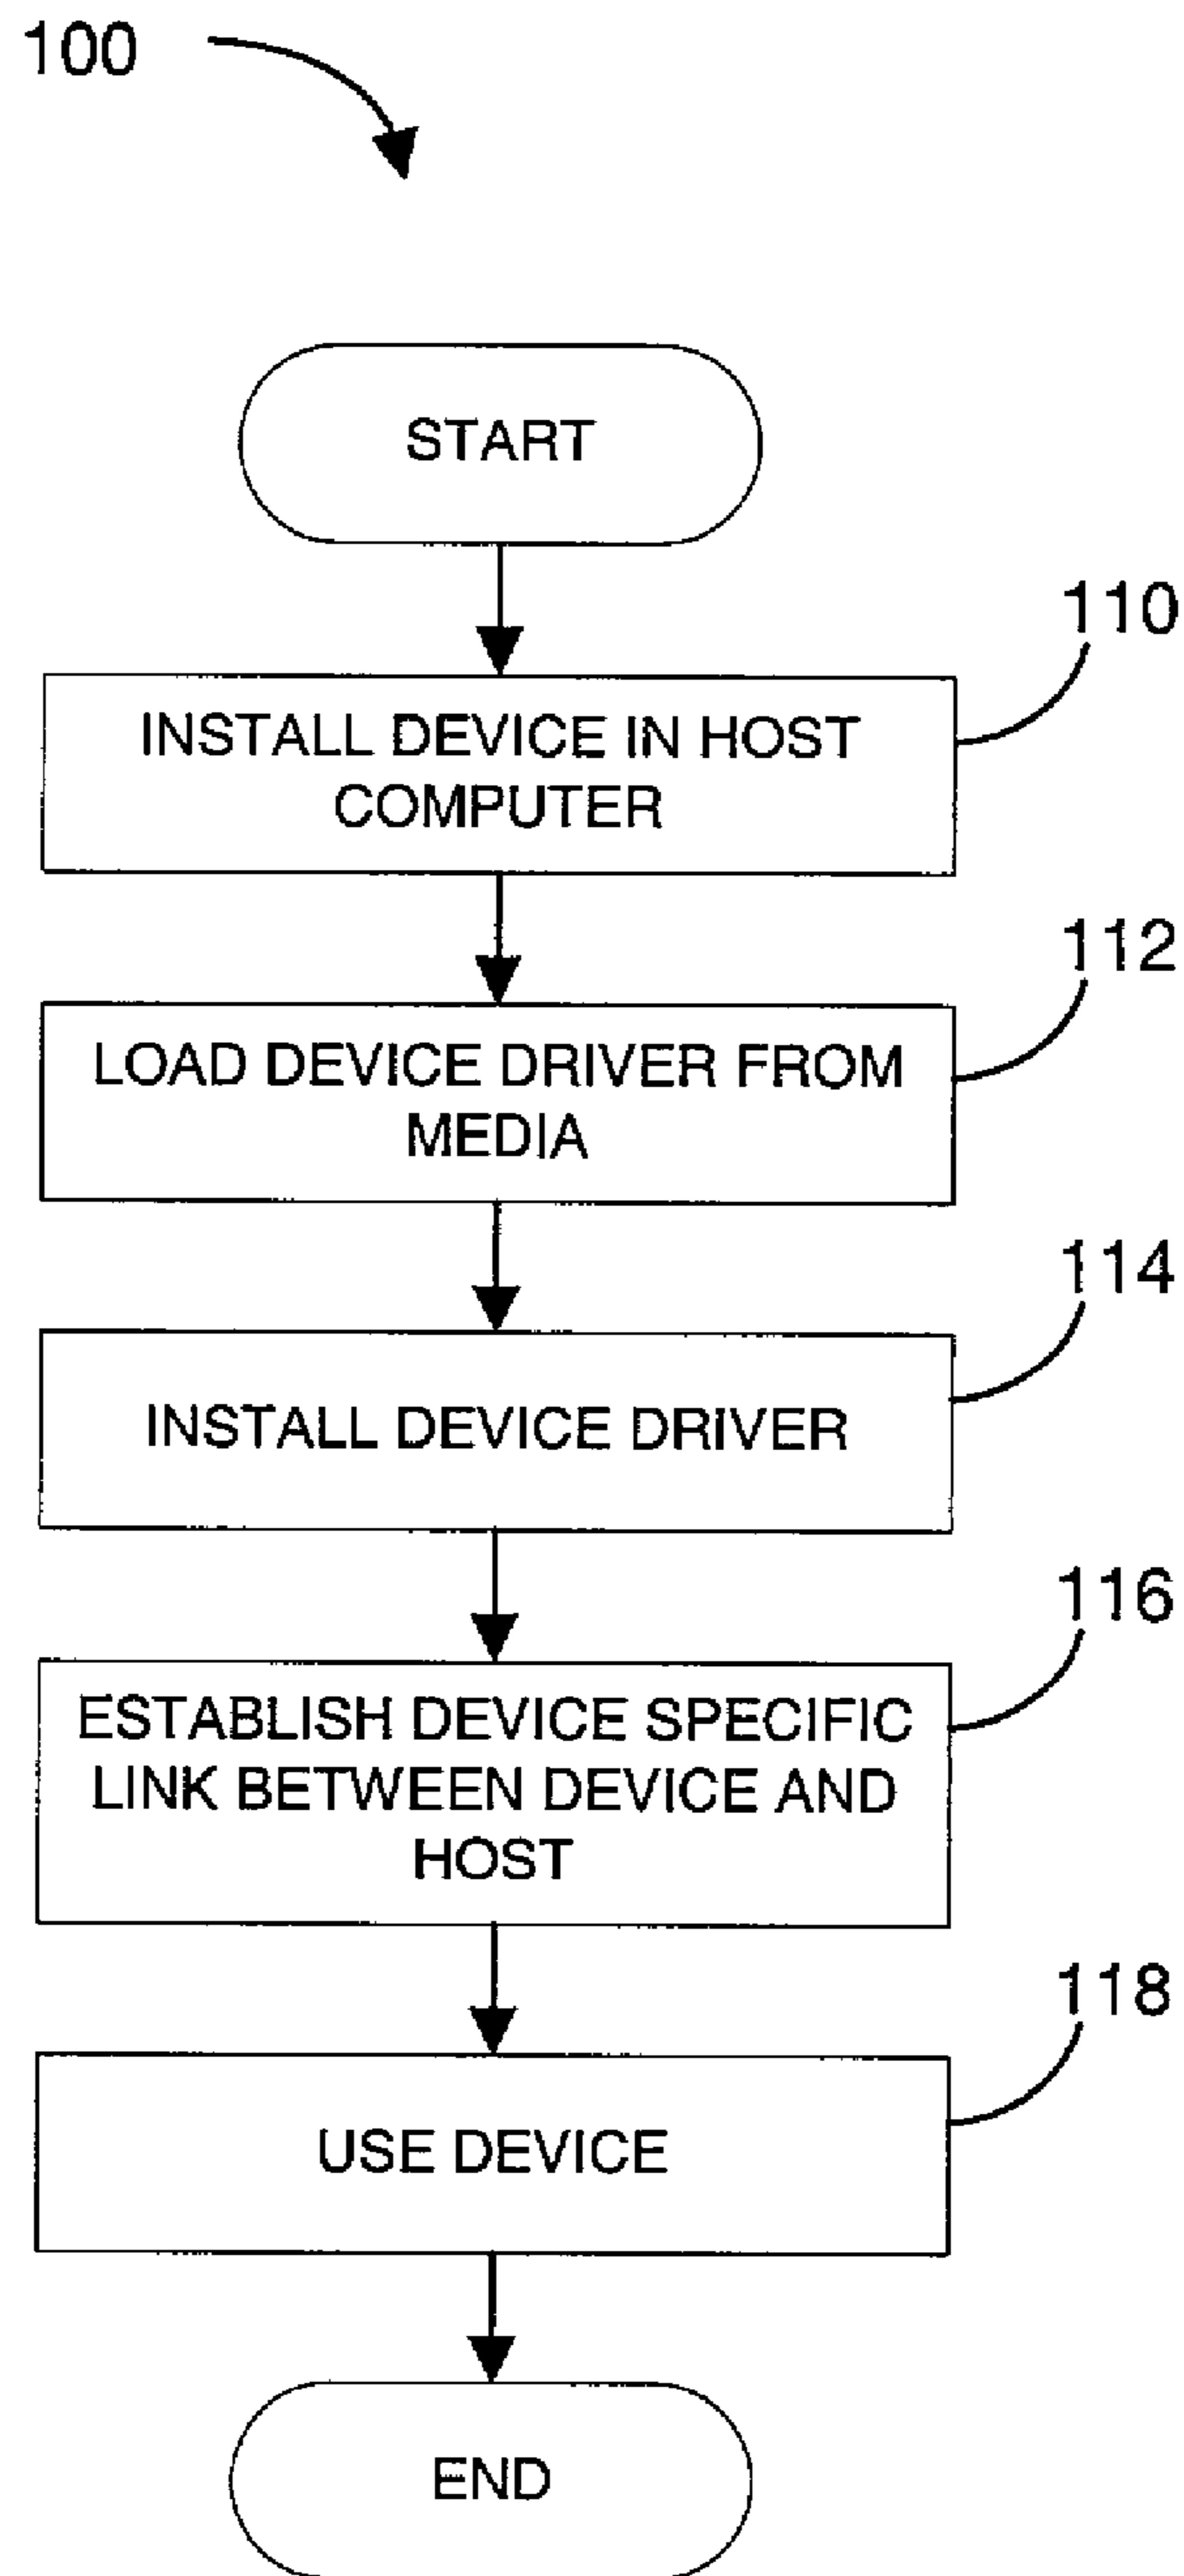 100
START
110
INSTALL DEVICE IN HOST
COMPUTER
112
LOAD DEVICE DRIVER FROM
MEDIA
114
INSTALL DEVICE DRIVER
116
ESTABLISH DEVICE SPECIFIC
LINK BETWEEN DEVICE AND
HOST
118
USE DEVICE
END